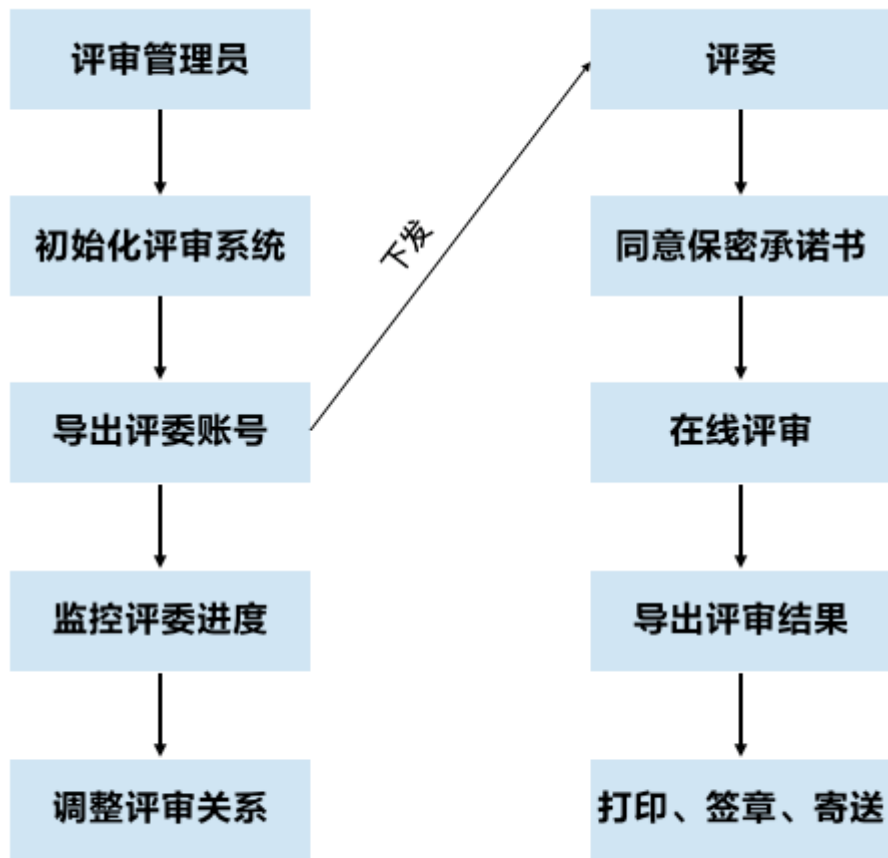 评审管理员
初始化评审系统
导出评委账号
监控评委进度
调整评审关系
下发
评委
同意保密承诺书
在线评审
导出评审结果
打印、签章、寄送